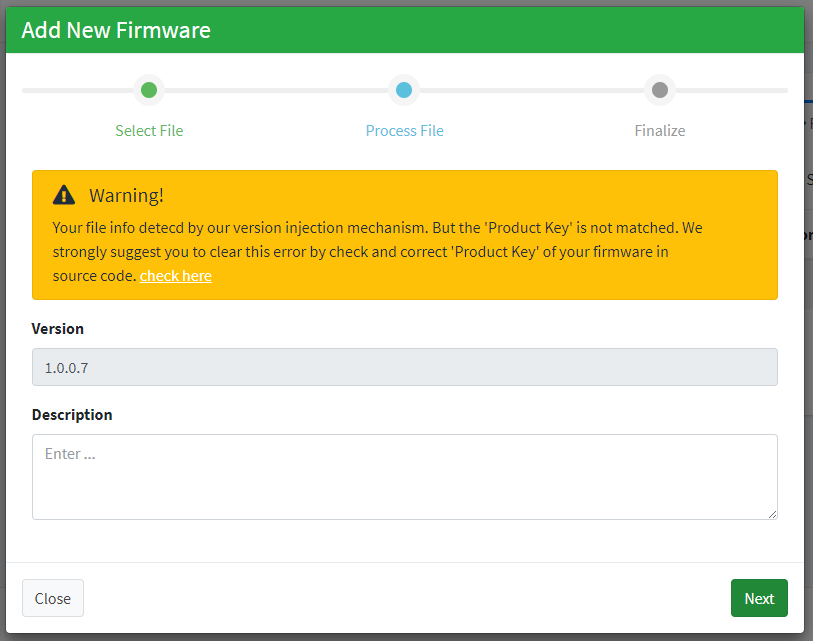 Add New Firmware
Select File
Process File
Finalize
Warning!
Your file info detecd by our version injection mechanism. But the 'Product Key' is not matched. We
strongly suggest you to clear this error by check and correct 'Product Key' of your firmware in
source code. check here
Version
1.0.0.7
Description
Enter ...
Close
Next